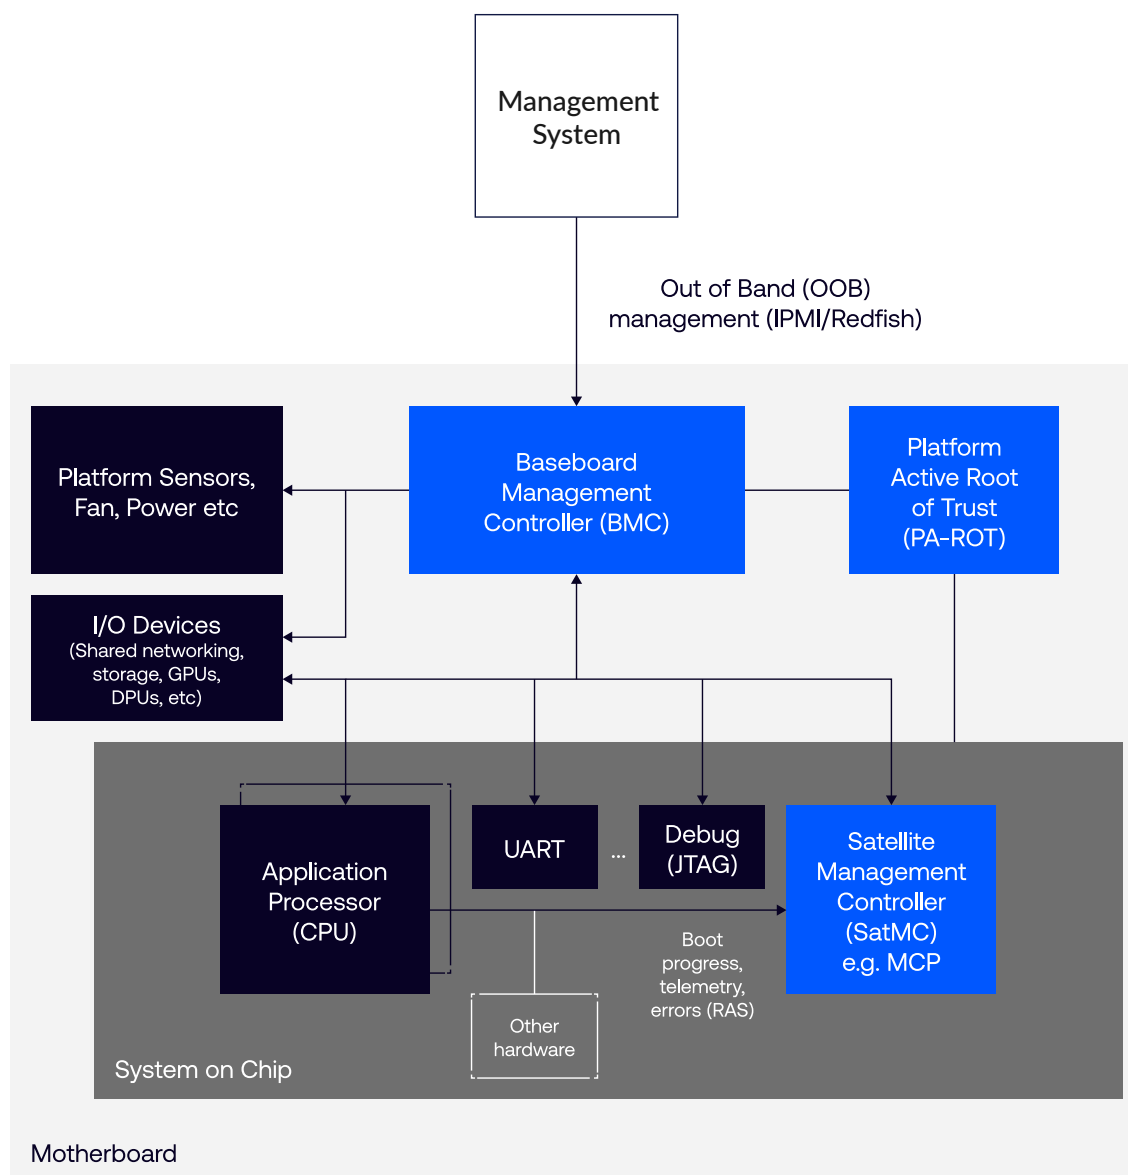 Management
System
Out of Band (OOB)
management (IPMI/Redfish)
Platform Sensors,
Fan, Power etc
Baseboard
Management
Controller (BMC)
Platform
Active Root
of Trust
(PA-ROT)
I/O Devices
(Shared networking,
storage, GPUs,
DPUs, etc)
Application
Processor
(CPU)
UART
...
Debug
(JTAG)
Satellite
Management
Controller
(SatMC)
e.g. MCP
Boot
progress,
telemetry,
errors (RAS)
Other
hardware
System on Chip
Motherboard